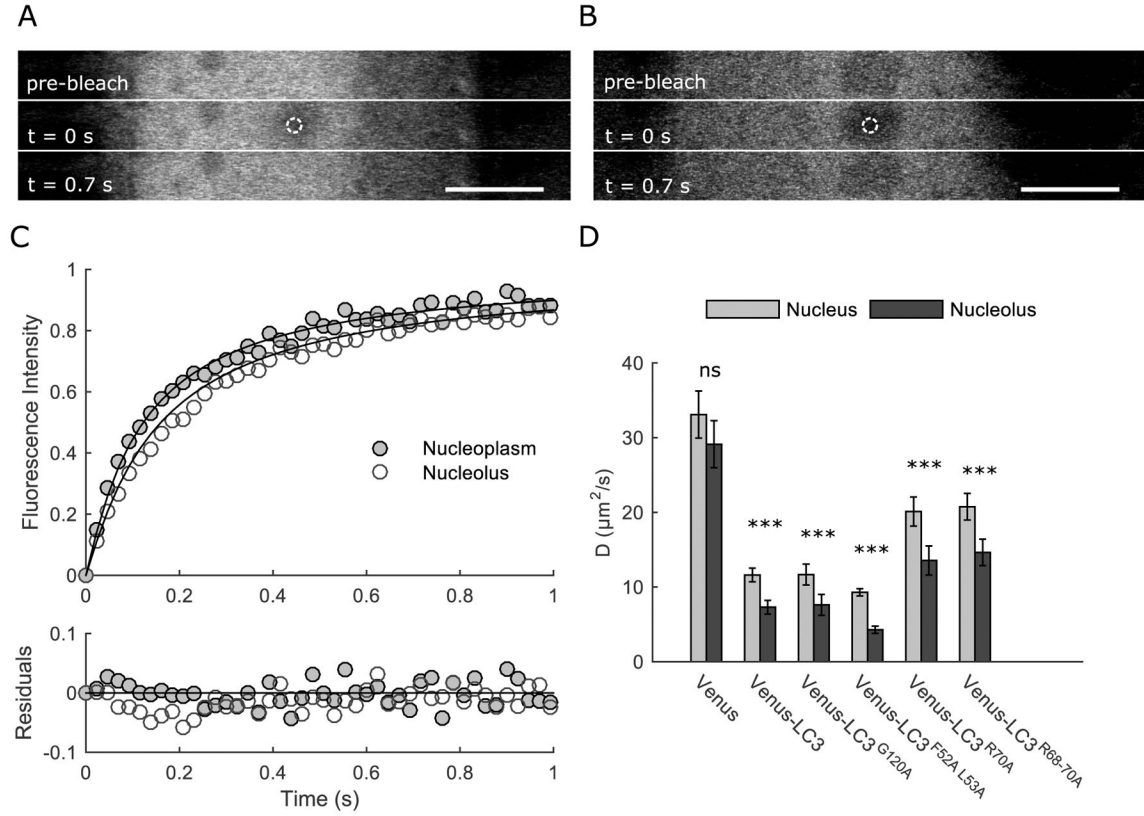 A
B
pre-bleach
t = 0 s
t = 0.7 s
pre-bleach
t = 0 s
t = 0.7 s
C
D
1
0.8
0.6
0.4
0.2
0
Fluorescence Intensity
Nucleoplasm
Nucleolus
0
0.2
0.4
0.6
0.8
1
0.1
0
-0.1
Residuals
0
0.2
0.4
0.6
0.8
1
Time (s)
Nucleus
Nucleolus
40
30
20
10
0
D (µm²/s)
ns
***
***
***
***
***
Venus
Venus-LC3
Venus-LC3 G120A
Venus-LC3 F52A L53A
Venus-LC3 R70A
Venus-LC3 R68-70A